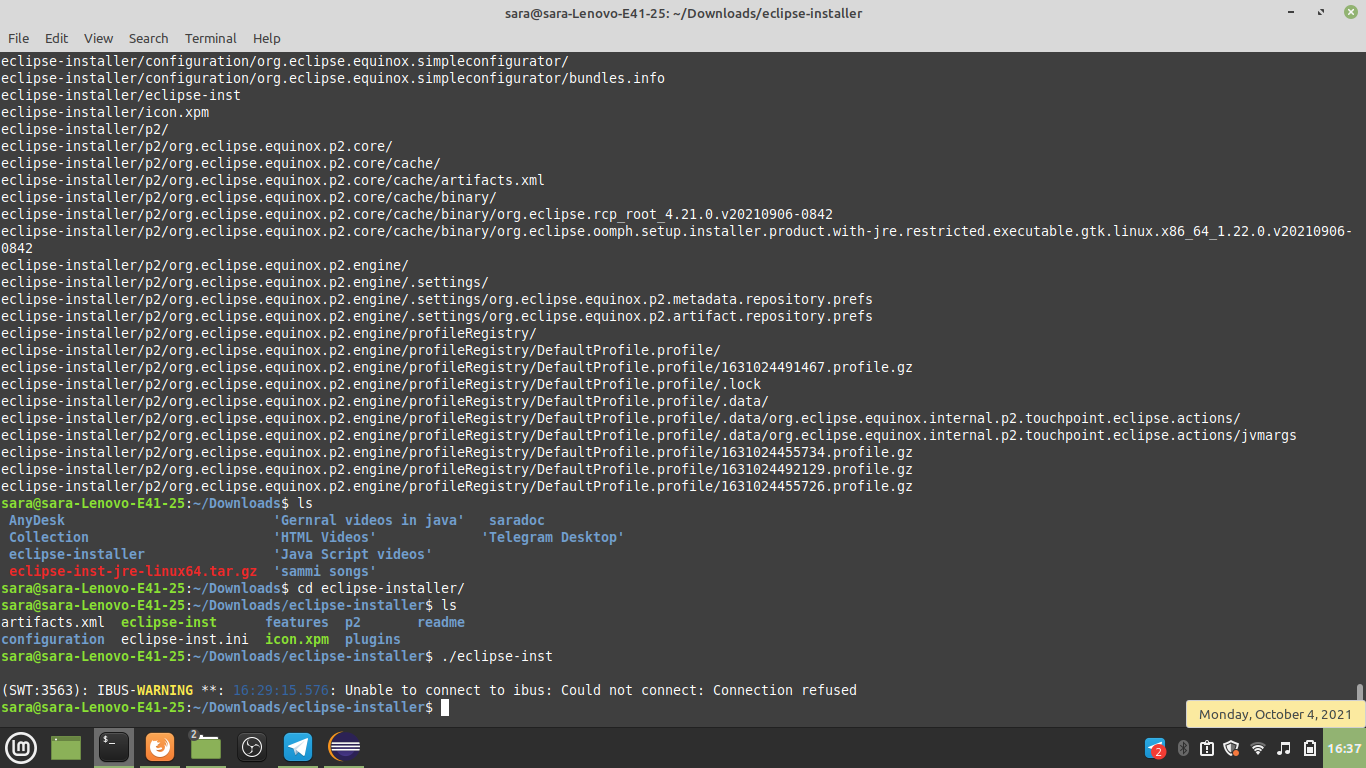 sara@sara-Lenovo-E41-25: ~/Downloads/eclipse-installer
File Edit View Search Terminal Help
eclipse-installer/configuration/org.eclipse.equinox.simpleconfigurator/
eclipse-installer/configuration/org.eclipse.equinox.simpleconfigurator/bundles.info
eclipse-installer/eclipse-inst
eclipse-installer/icon.xpm
eclipse-installer/p2/
eclipse-installer/p2/org.eclipse.equinox.p2.core/
eclipse-installer/p2/org.eclipse.equinox.p2.core/cache/
eclipse-installer/p2/org.eclipse.equinox.p2.core/cache/artifacts.xml
eclipse-installer/p2/org.eclipse.equinox.p2.core/cache/binary/
eclipse-installer/p2/org.eclipse.equinox.p2.core/cache/binary/org.eclipse.rcp_root_4.21.0.v20210906-0842
eclipse-installer/p2/org.eclipse.equinox.p2.core/cache/binary/org.eclipse.oomph.setup.installer.product.with-jre.restricted.executable.gtk.linux.x86_64_1.22.0.v20210906-
0842
eclipse-installer/p2/org.eclipse.equinox.p2.engine/
eclipse-installer/p2/org.eclipse.equinox.p2.engine/.settings/
eclipse-installer/p2/org.eclipse.equinox.p2.engine/.settings/org.eclipse.equinox.p2.metadata.repository.prefs
eclipse-installer/p2/org.eclipse.equinox.p2.engine/.settings/org.eclipse.equinox.p2.artifact.repository.prefs
eclipse-installer/p2/org.eclipse.equinox.p2.engine/profileRegistry/
eclipse-installer/p2/org.eclipse.equinox.p2.engine/profileRegistry/DefaultProfile.profile/
eclipse-installer/p2/org.eclipse.equinox.p2.engine/profileRegistry/DefaultProfile.profile/1631024491467.profile.gz
eclipse-installer/p2/org.eclipse.equinox.p2.engine/profileRegistry/DefaultProfile.profile/.lock
eclipse-installer/p2/org.eclipse.equinox.p2.engine/profileRegistry/DefaultProfile.profile/.data/
eclipse-installer/p2/org.eclipse.equinox.p2.engine/profileRegistry/DefaultProfile.profile/.data/org.eclipse.equinox.internal.p2.touchpoint.eclipse.actions/
eclipse-installer/p2/org.eclipse.equinox.p2.engine/profileRegistry/DefaultProfile.profile/.data/org.eclipse.equinox.internal.p2.touchpoint.eclipse.actions/jvmargs
eclipse-installer/p2/org.eclipse.equinox.p2.engine/profileRegistry/DefaultProfile.profile/1631024455734.profile.gz
eclipse-installer/p2/org.eclipse.equinox.p2.engine/profileRegistry/DefaultProfile.profile/1631024492129.profile.gz
eclipse-installer/p2/org.eclipse.equinox.p2.engine/profileRegistry/DefaultProfile.profile/1631024455726.profile.gz
sara@sara-Lenovo-E41-25:~/Downloads$ ls
AnyDesk 'Gernral videos in java' saradoc
Collection 'HTML Videos' 'Telegram Desktop'
eclipse-installer 'Java Script videos'
eclipse-inst-jre-linux64.tar.gz 'sammi songs'
sara@sara-Lenovo-E41-25:~/Downloads$ cd eclipse-installer/
sara@sara-Lenovo-E41-25:~/Downloads/eclipse-installer$ ls
artifacts.xml eclipse-inst features p2 readme
configuration eclipse-inst.ini icon.xpm plugins
sara@sara-Lenovo-E41-25:~/Downloads/eclipse-installer$ ./eclipse-inst
(SWT:3563): IBUS-WARNING **: 16:29:15.576: Unable to connect to ibus: Could not connect: Connection refused
sara@sara-Lenovo-E41-25:~/Downloads/eclipse-installer$
Monday, October 4, 2021
2
2
16:37